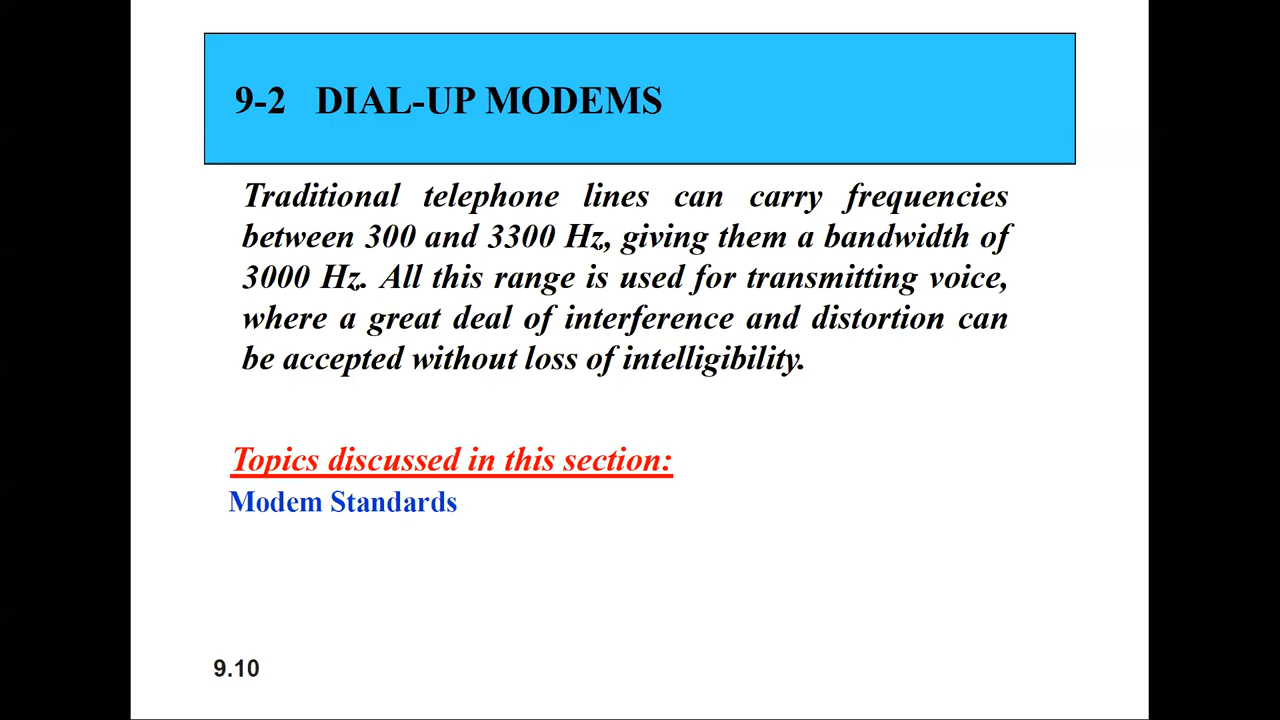 9-2 DIAL-UP MODEMS
Traditional telephone lines can carry frequencies
between 300 and 3300 Hz, giving them a bandwidth of
3000 Hz. All this range is used for transmitting voice,
where a great deal of interference and distortion can
be accepted without loss of intelligibility.
Topics discussed in this section:
Modem Standards
9.10